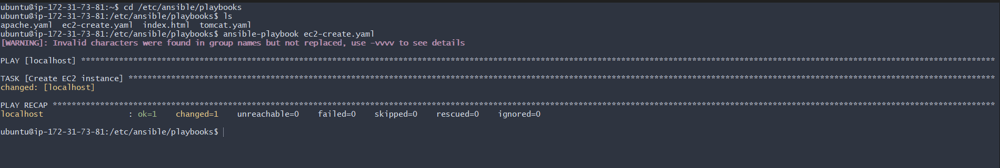 ubuntu@ip-172-31-73-81:~$ cd /etc/ansible/playbooks
ubuntu@ip-172-31-73-81:/etc/ansible/playbooks$ ls
apache.yaml  ec2-create.yaml  index.html  tomcat.yaml
ubuntu@ip-172-31-73-81:/etc/ansible/playbooks$ ansible-playbook ec2-create.yaml
[WARNING]: Invalid characters were found in group names but not replaced, use -vvvv to see details
PLAY [localhost] *************************************************************************************************************************************************************************************************
TASK [Create EC2 instance] ***************************************************************************************************************************************************************************************
changed: [localhost]
PLAY RECAP *******************************************************************************************************************************************************************************************************
localhost                  : ok=1    changed=1    unreachable=0    failed=0    skipped=0    rescued=0    ignored=0
ubuntu@ip-172-31-73-81:/etc/ansible/playbooks$